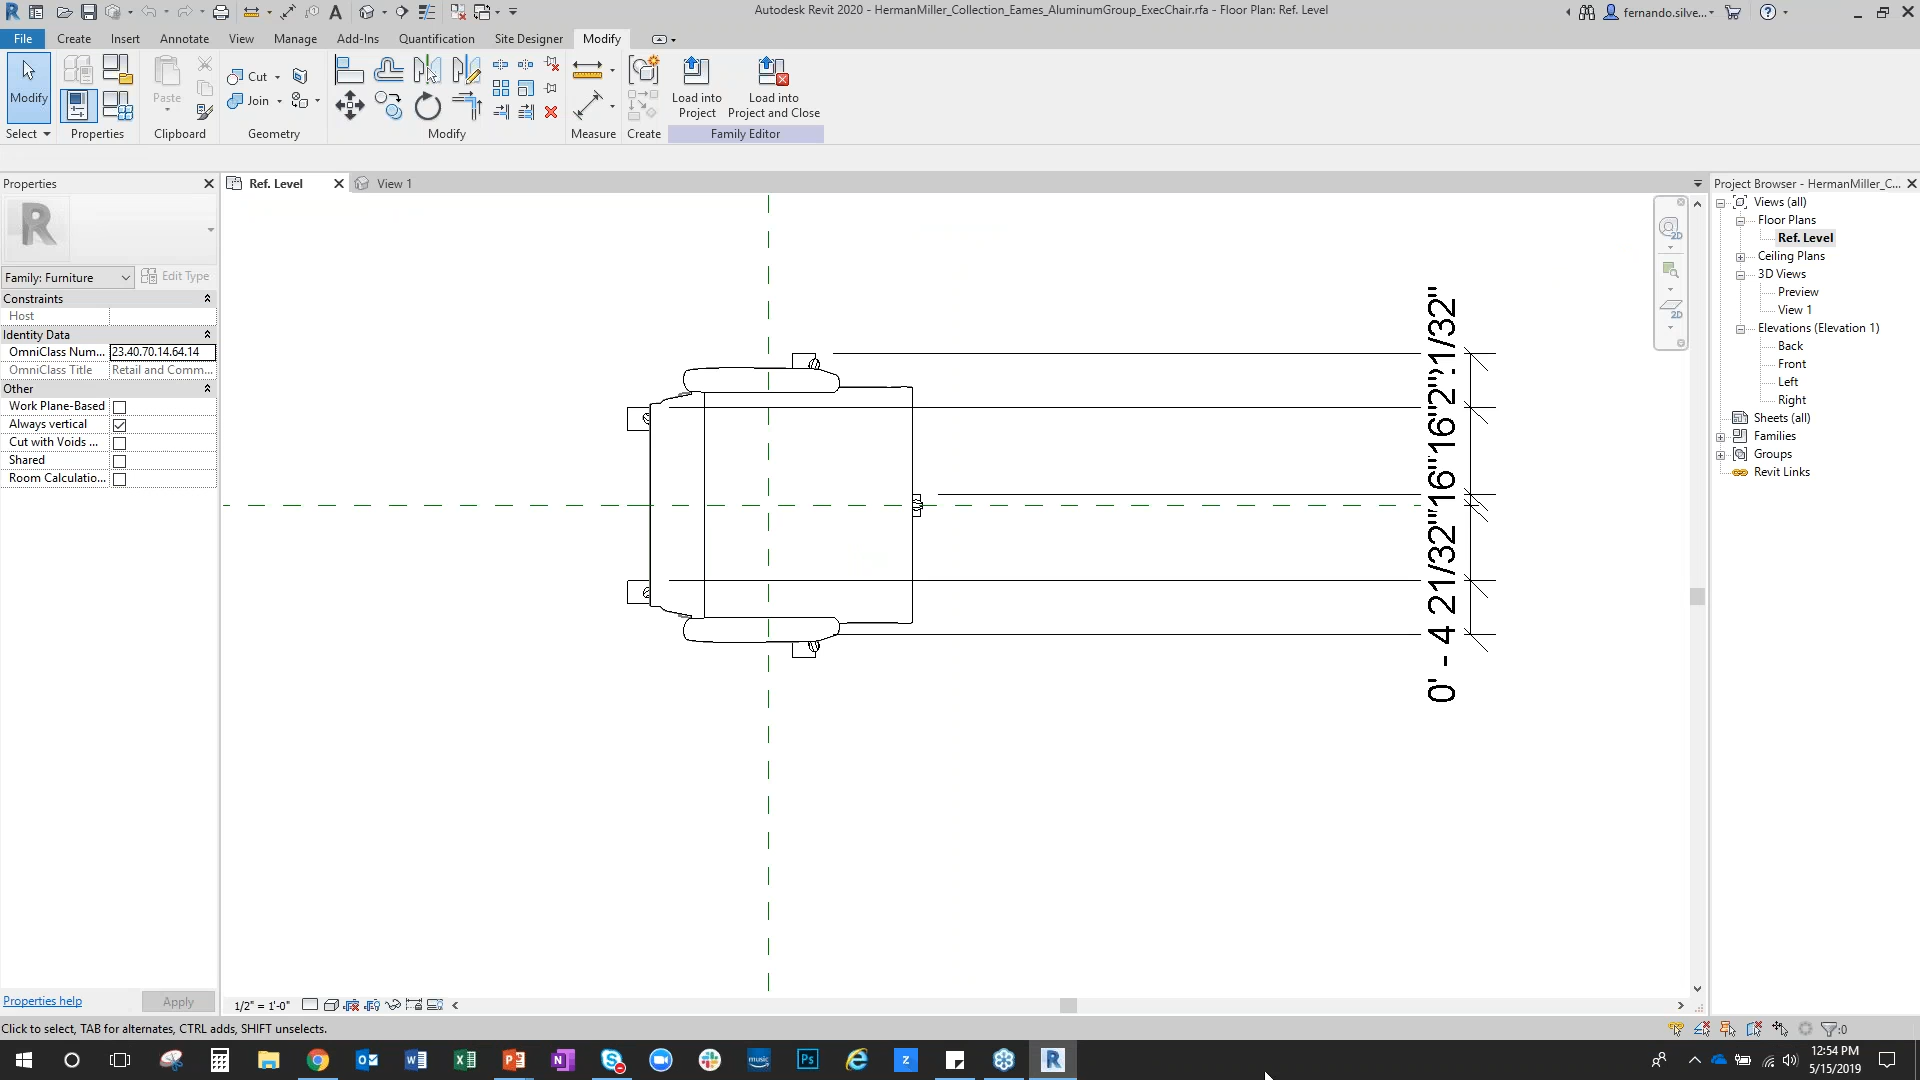 Autodesk Revit 2020 - HermanMiller_Collection_Eames_AluminumGroup_ExecChair.rfa - Floor Plan: Ref. Level
fernando.silve...
File Create Insert Annotate View Manage Add-Ins Quantification Site Designer Modify
Modify
Paste
Cut
Join
Load into Project
Load into Project and Close
Select Properties Clipboard Geometry Modify Measure Create Family Editor
Properties
Ref. Level
View 1
Project Browser - HermanMiller_C...
Family: Furniture
Edit Type
Constraints
Host
Identity Data
OmniClass Num... 23.40.70.14.64.14
OmniClass Title Retail and Comm...
Other
Work Plane-Based
Always vertical
Cut with Voids ...
Shared
Room Calculatio...
Properties help
Apply
Views (all)
Floor Plans
Ref. Level
Ceiling Plans
3D Views
Preview
View 1
Elevations (Elevation 1)
Back
Front
Left
Right
Sheets (all)
Families
Groups
Revit Links
2D
2D
0' - 4 21/32"
1/2" = 1'-0"
Click to select, TAB for alternates, CTRL adds, SHIFT unselects.
:0
12:54 PM
5/15/2019